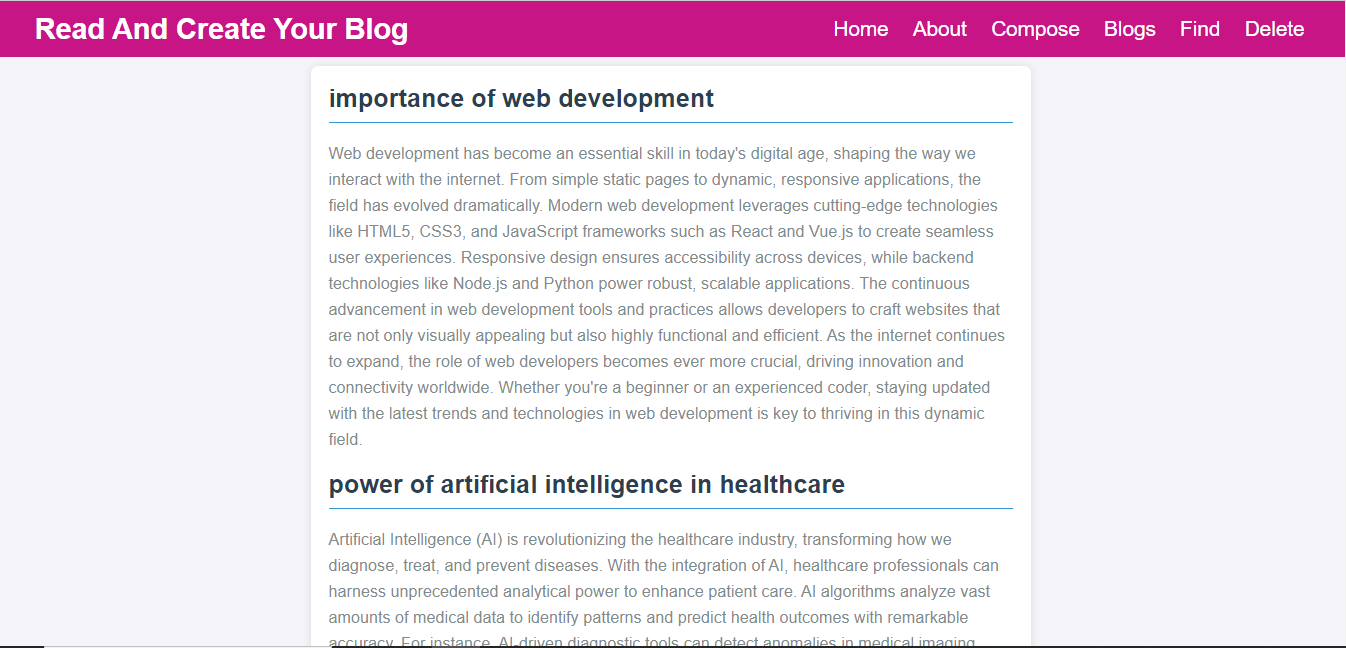 Read And Create Your Blog
Home About Compose Blogs Find Delete
importance of web development
Web development has become an essential skill in today's digital age, shaping the way we
interact with the internet. From simple static pages to dynamic, responsive applications, the
field has evolved dramatically. Modern web development leverages cutting-edge technologies
like HTML5, CSS3, and JavaScript frameworks such as React and Vue.js to create seamless
user experiences. Responsive design ensures accessibility across devices, while backend
technologies like Node.js and Python power robust, scalable applications. The continuous
advancement in web development tools and practices allows developers to craft websites that
are not only visually appealing but also highly functional and efficient. As the internet continues
to expand, the role of web developers becomes ever more crucial, driving innovation and
connectivity worldwide. Whether you're a beginner or an experienced coder, staying updated
with the latest trends and technologies in web development is key to thriving in this dynamic
field.
power of artificial intelligence in healthcare
Artificial Intelligence (AI) is revolutionizing the healthcare industry, transforming how we
diagnose, treat, and prevent diseases. With the integration of AI, healthcare professionals can
harness unprecedented analytical power to enhance patient care. AI algorithms analyze vast
amounts of medical data to identify patterns and predict health outcomes with remarkable
accuracy. For instance, AI-driven diagnostic tools can detect anomalies in medical imaging